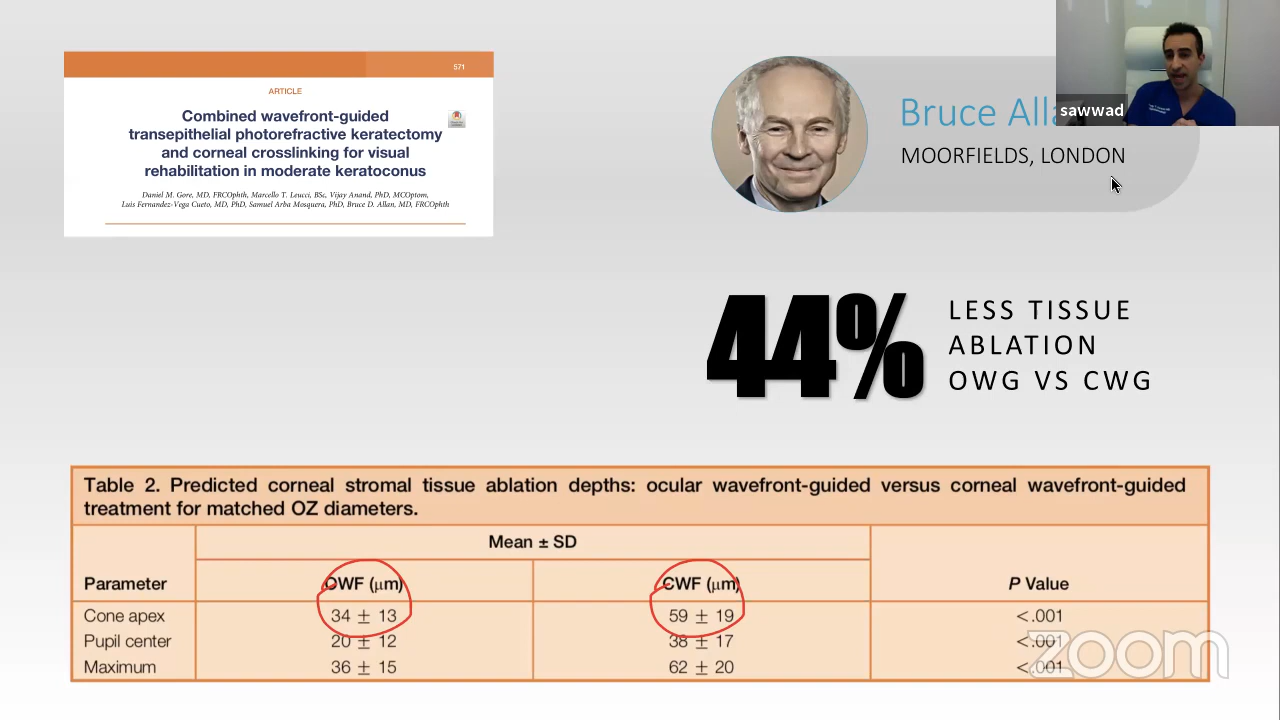 571
ARTICLE
Combined wavefront-guided
transepithelial photorefractive keratectomy
and corneal crosslinking for visual
rehabilitation in moderate keratoconus
Daniel M. Gore, MD, FRCOphth, Marcello T. Leucci, BSc, Vijay Anand, PhD, MCOptom,
Luis Fernandez-Vega Cueto, MD, PhD, Samuel Arba Mosquera, PhD, Bruce D. Allan, MD, FRCOphth
Bruce Alla
MOORFIELDS, LONDON
sawwad
44%
LESS TISSUE
ABLATION
OWG VS CWG
Table 2. Predicted corneal stromal tissue ablation depths: ocular wavefront-guided versus corneal wavefront-guided
treatment for matched OZ diameters.
Mean ± SD
Parameter OWF (μm) CWF (μm) P Value
Cone apex 34 ± 13 59 ± 19 <.001
Pupil center 20 ± 12 38 ± 17 <.001
Maximum 36 ± 15 62 ± 20 <.001
zoom